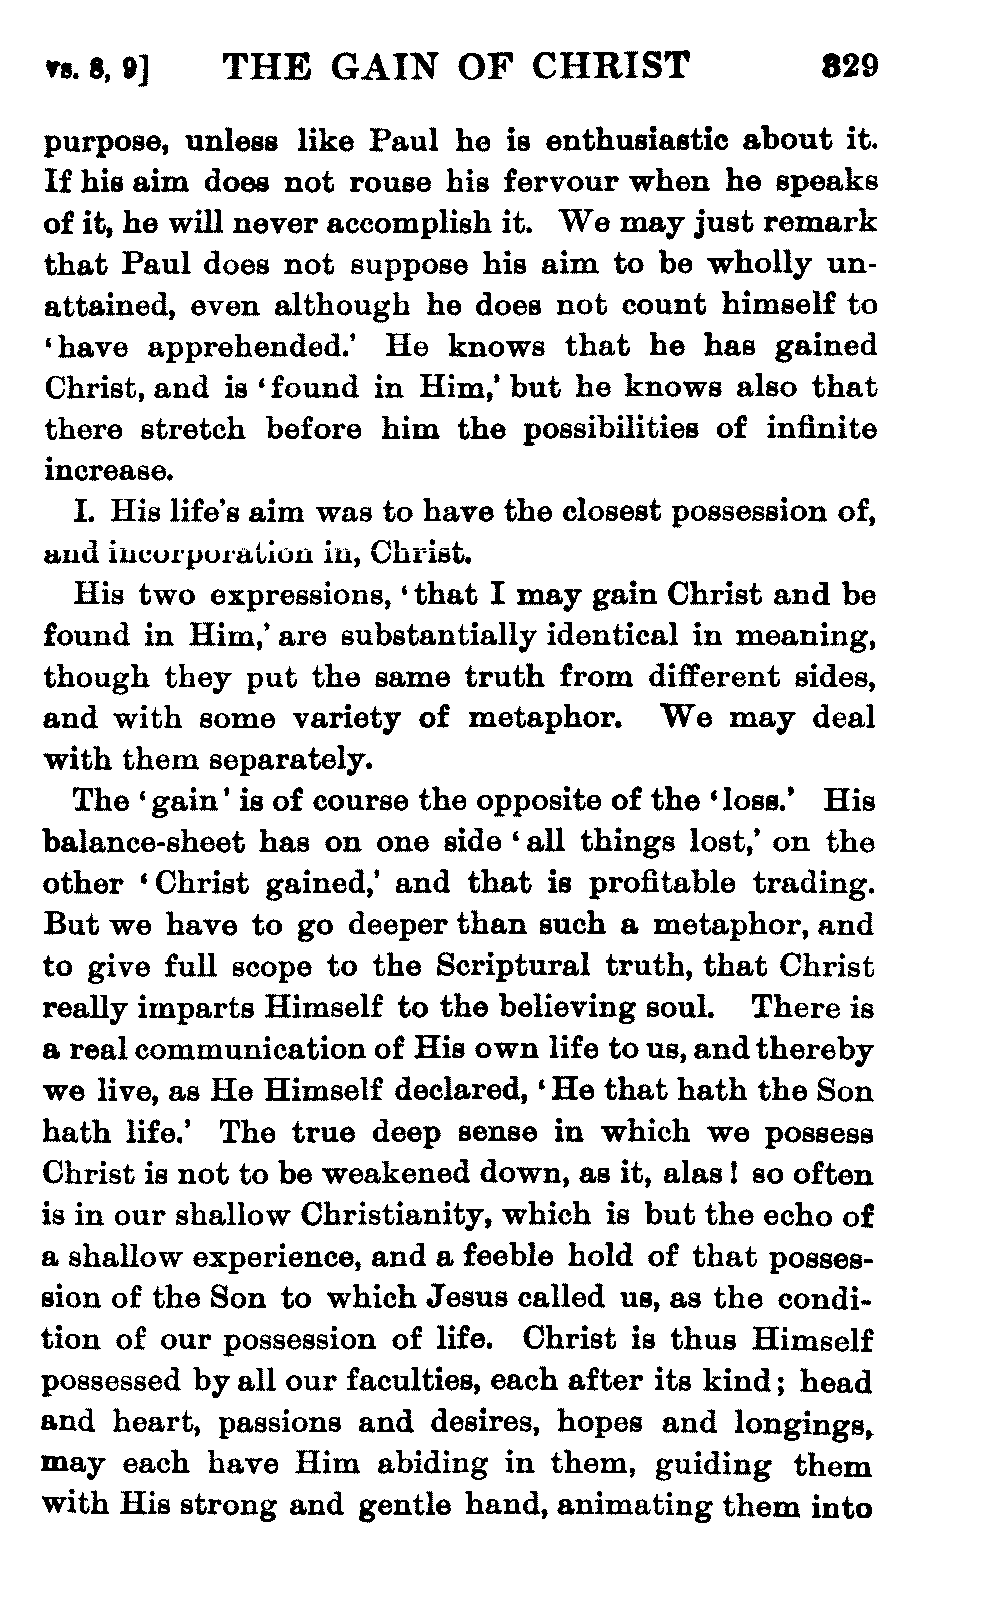 vs. 8, 9] THE GAIN OF CHRIST 329
purpose, unless like Paul he is enthusiastic about it.
If his aim does not rouse his fervour when he speaks
of it, he will never accomplish it. We may just remark
that Paul does not suppose his aim to be wholly un-
attained, even although he does not count himself to
‘have apprehended.’ He knows that he has gained
Christ, and is ‘found in Him,’ but he knows also that
there stretch before him the possibilities of infinite
increase.
I. His life’s aim was to have the closest possession of,
and incorporation in, Christ.
His two expressions, ‘that I may gain Christ and be
found in Him,’ are substantially identical in meaning,
though they put the same truth from different sides,
and with some variety of metaphor. We may deal
with them separately.
The ‘gain’ is of course the opposite of the ‘loss.’ His
balance-sheet has on one side ‘all things lost,’ on the
other ‘Christ gained,’ and that is profitable trading.
But we have to go deeper than such a metaphor, and
to give full scope to the Scriptural truth, that Christ
really imparts Himself to the believing soul. There is
a real communication of His own life to us, and thereby
we live, as He Himself declared, ‘He that hath the Son
hath life.’ The true deep sense in which we possess
Christ is not to be weakened down, as it, alas! so often
is in our shallow Christianity, which is but the echo of
a shallow experience, and a feeble hold of that posses-
sion of the Son to which Jesus called us, as the condi-
tion of our possession of life. Christ is thus Himself
possessed by all our faculties, each after its kind; head
and heart, passions and desires, hopes and longings,
may each have Him abiding in them, guiding them
with His strong and gentle hand, animating them into